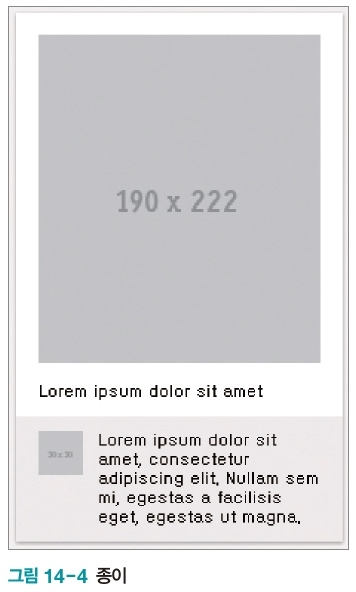 190 x 222
Lorem ipsum dolor sit amet
30 x 30
Lorem ipsum dolor sit
amet, consectetur
adipiscing elit. Nullam sem
mi, egestas a facilisis
eget, egestas ut magna.
그림 14-4 종이